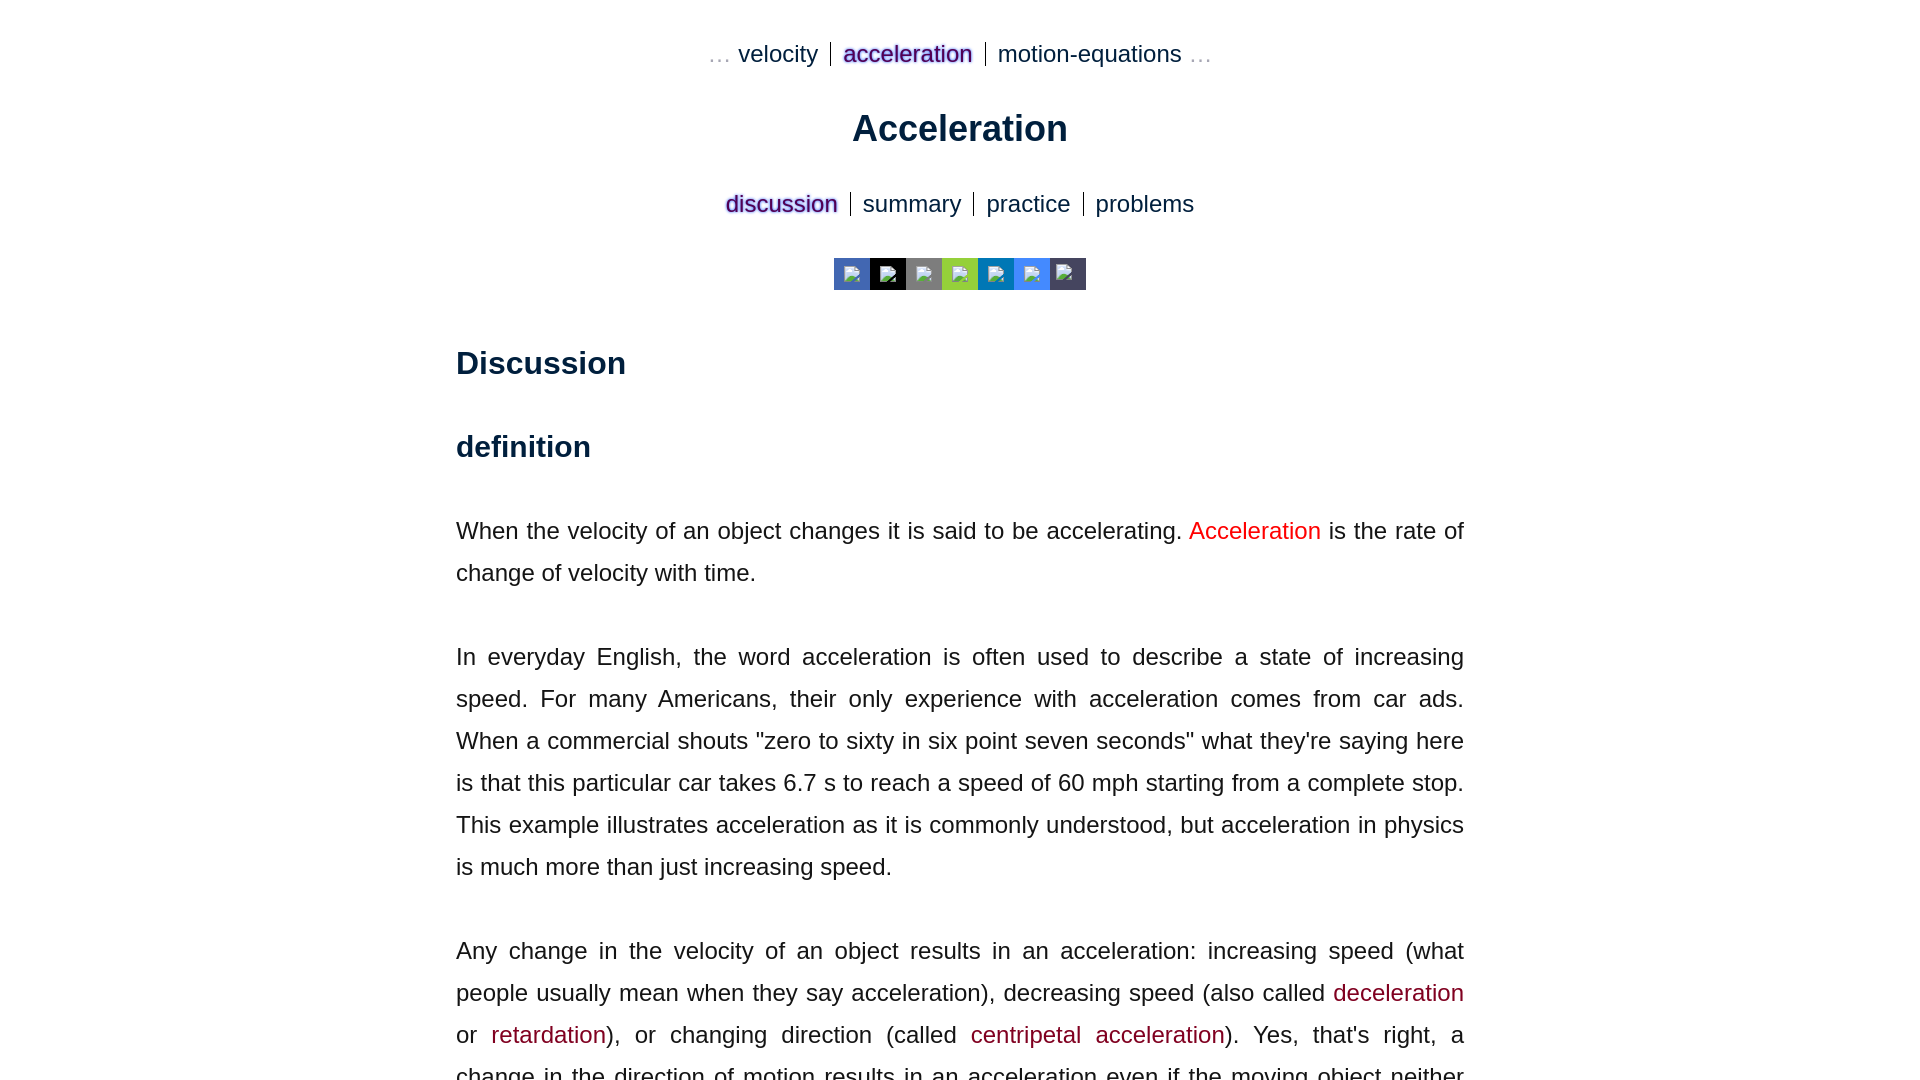 … velocity acceleration motion-equations …
Acceleration
discussion summary practice problems
Discussion
definition
When the velocity of an object changes it is said to be accelerating. Acceleration is the rate of
change of velocity with time.
In everyday English, the word acceleration is often used to describe a state of increasing
speed. For many Americans, their only experience with acceleration comes from car ads.
When a commercial shouts "zero to sixty in six point seven seconds" what they're saying here
is that this particular car takes 6.7 s to reach a speed of 60 mph starting from a complete stop.
This example illustrates acceleration as it is commonly understood, but acceleration in physics
is much more than just increasing speed.
Any change in the velocity of an object results in an acceleration: increasing speed (what
people usually mean when they say acceleration), decreasing speed (also called deceleration
or retardation), or changing direction (called centripetal acceleration). Yes, that's right, a
change in the direction of motion results in an acceleration even if the moving object neither